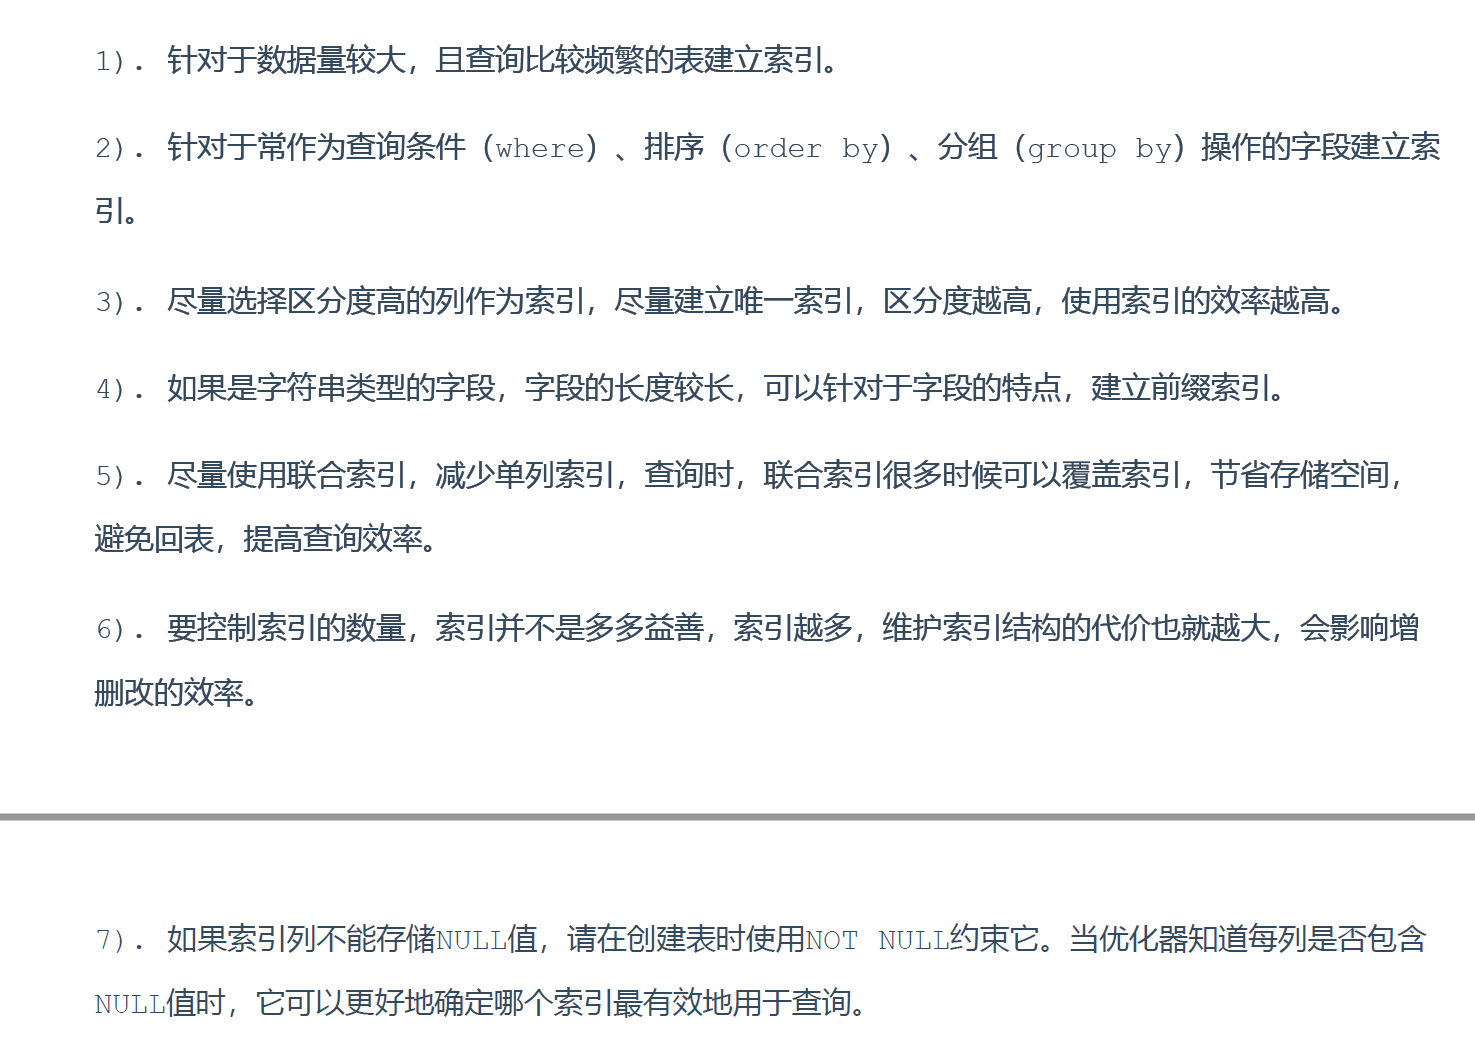 1). 针对于数据量较大，且查询比较频繁的表建立索引。
2). 针对于常作为查询条件（where）、排序（order by）、分组（group by）操作的字段建立索
引。
3). 尽量选择区分度高的列作为索引，尽量建立唯一索引，区分度越高，使用索引的效率越高。
4). 如果是字符串类型的字段，字段的长度较长，可以针对于字段的特点，建立前缀索引。
5). 尽量使用联合索引，减少单列索引，查询时，联合索引很多时候可以覆盖索引，节省存储空间，
避免回表，提高查询效率。
6). 要控制索引的数量，索引并不是多多益善，索引越多，维护索引结构的代价也就越大，会影响增
删改的效率。
7). 如果索引列不能存储NULL值，请在创建表时使用NOT NULL约束它。当优化器知道每列是否包含
NULL值时，它可以更好地确定哪个索引最有效地用于查询。